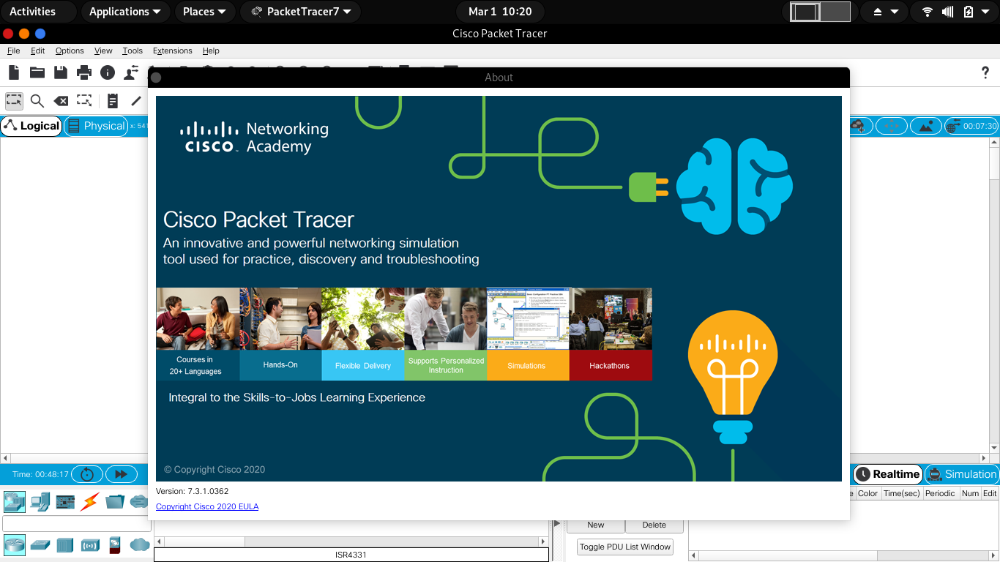 Activities
Applications
Places
PacketTracer7
Mar 1 10:20
Cisco Packet Tracer
File
Edit
Options
View
Tools
Extensions
Help
?
About
Logical
Physical
x: 541
00:07:30
CISCO
Networking
Academy
Cisco Packet Tracer
An innovative and powerful networking simulation
tool used for practice, discovery and troubleshooting
Courses in
20+ Languages
Hands-On
Flexible Delivery
Supports Personalized
Instruction
Simulations
Hackathons
Integral to the Skills-to-Jobs Learning Experience
© Copyright Cisco 2020
Version: 7.3.1.0362
Copyright Cisco 2020 EULA
Time: 00:48:17
Realtime
Simulation
e
Color
Time(sec)
Periodic
Num
Edit
New
Delete
Toggle PDU List Window
ISR4331